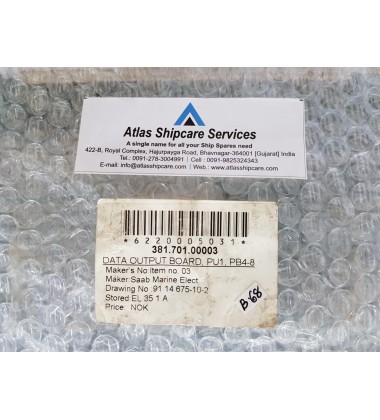 Atlas Shipcare Services
A single name for all your Ship Spares need
422-B, Royal Complex, Hajurpayga Road, Bhavnagar-364001 [Gujarat] India
Tel.: 0091-278-3004991 | Cell : 0091-9825324343
E-mail: info@atlasshipcare.com | Web.: www.atlasshipcare.com
*6220005031*
381.701.00003
DATA OUTPUT BOARD, PU1, PB4-8
Maker's No:Item no. 03
Maker:Saab Marine Elect.
Drawing No :91 14 675-10-2
Stored EL 35 1 A
Price: NOK
B-68